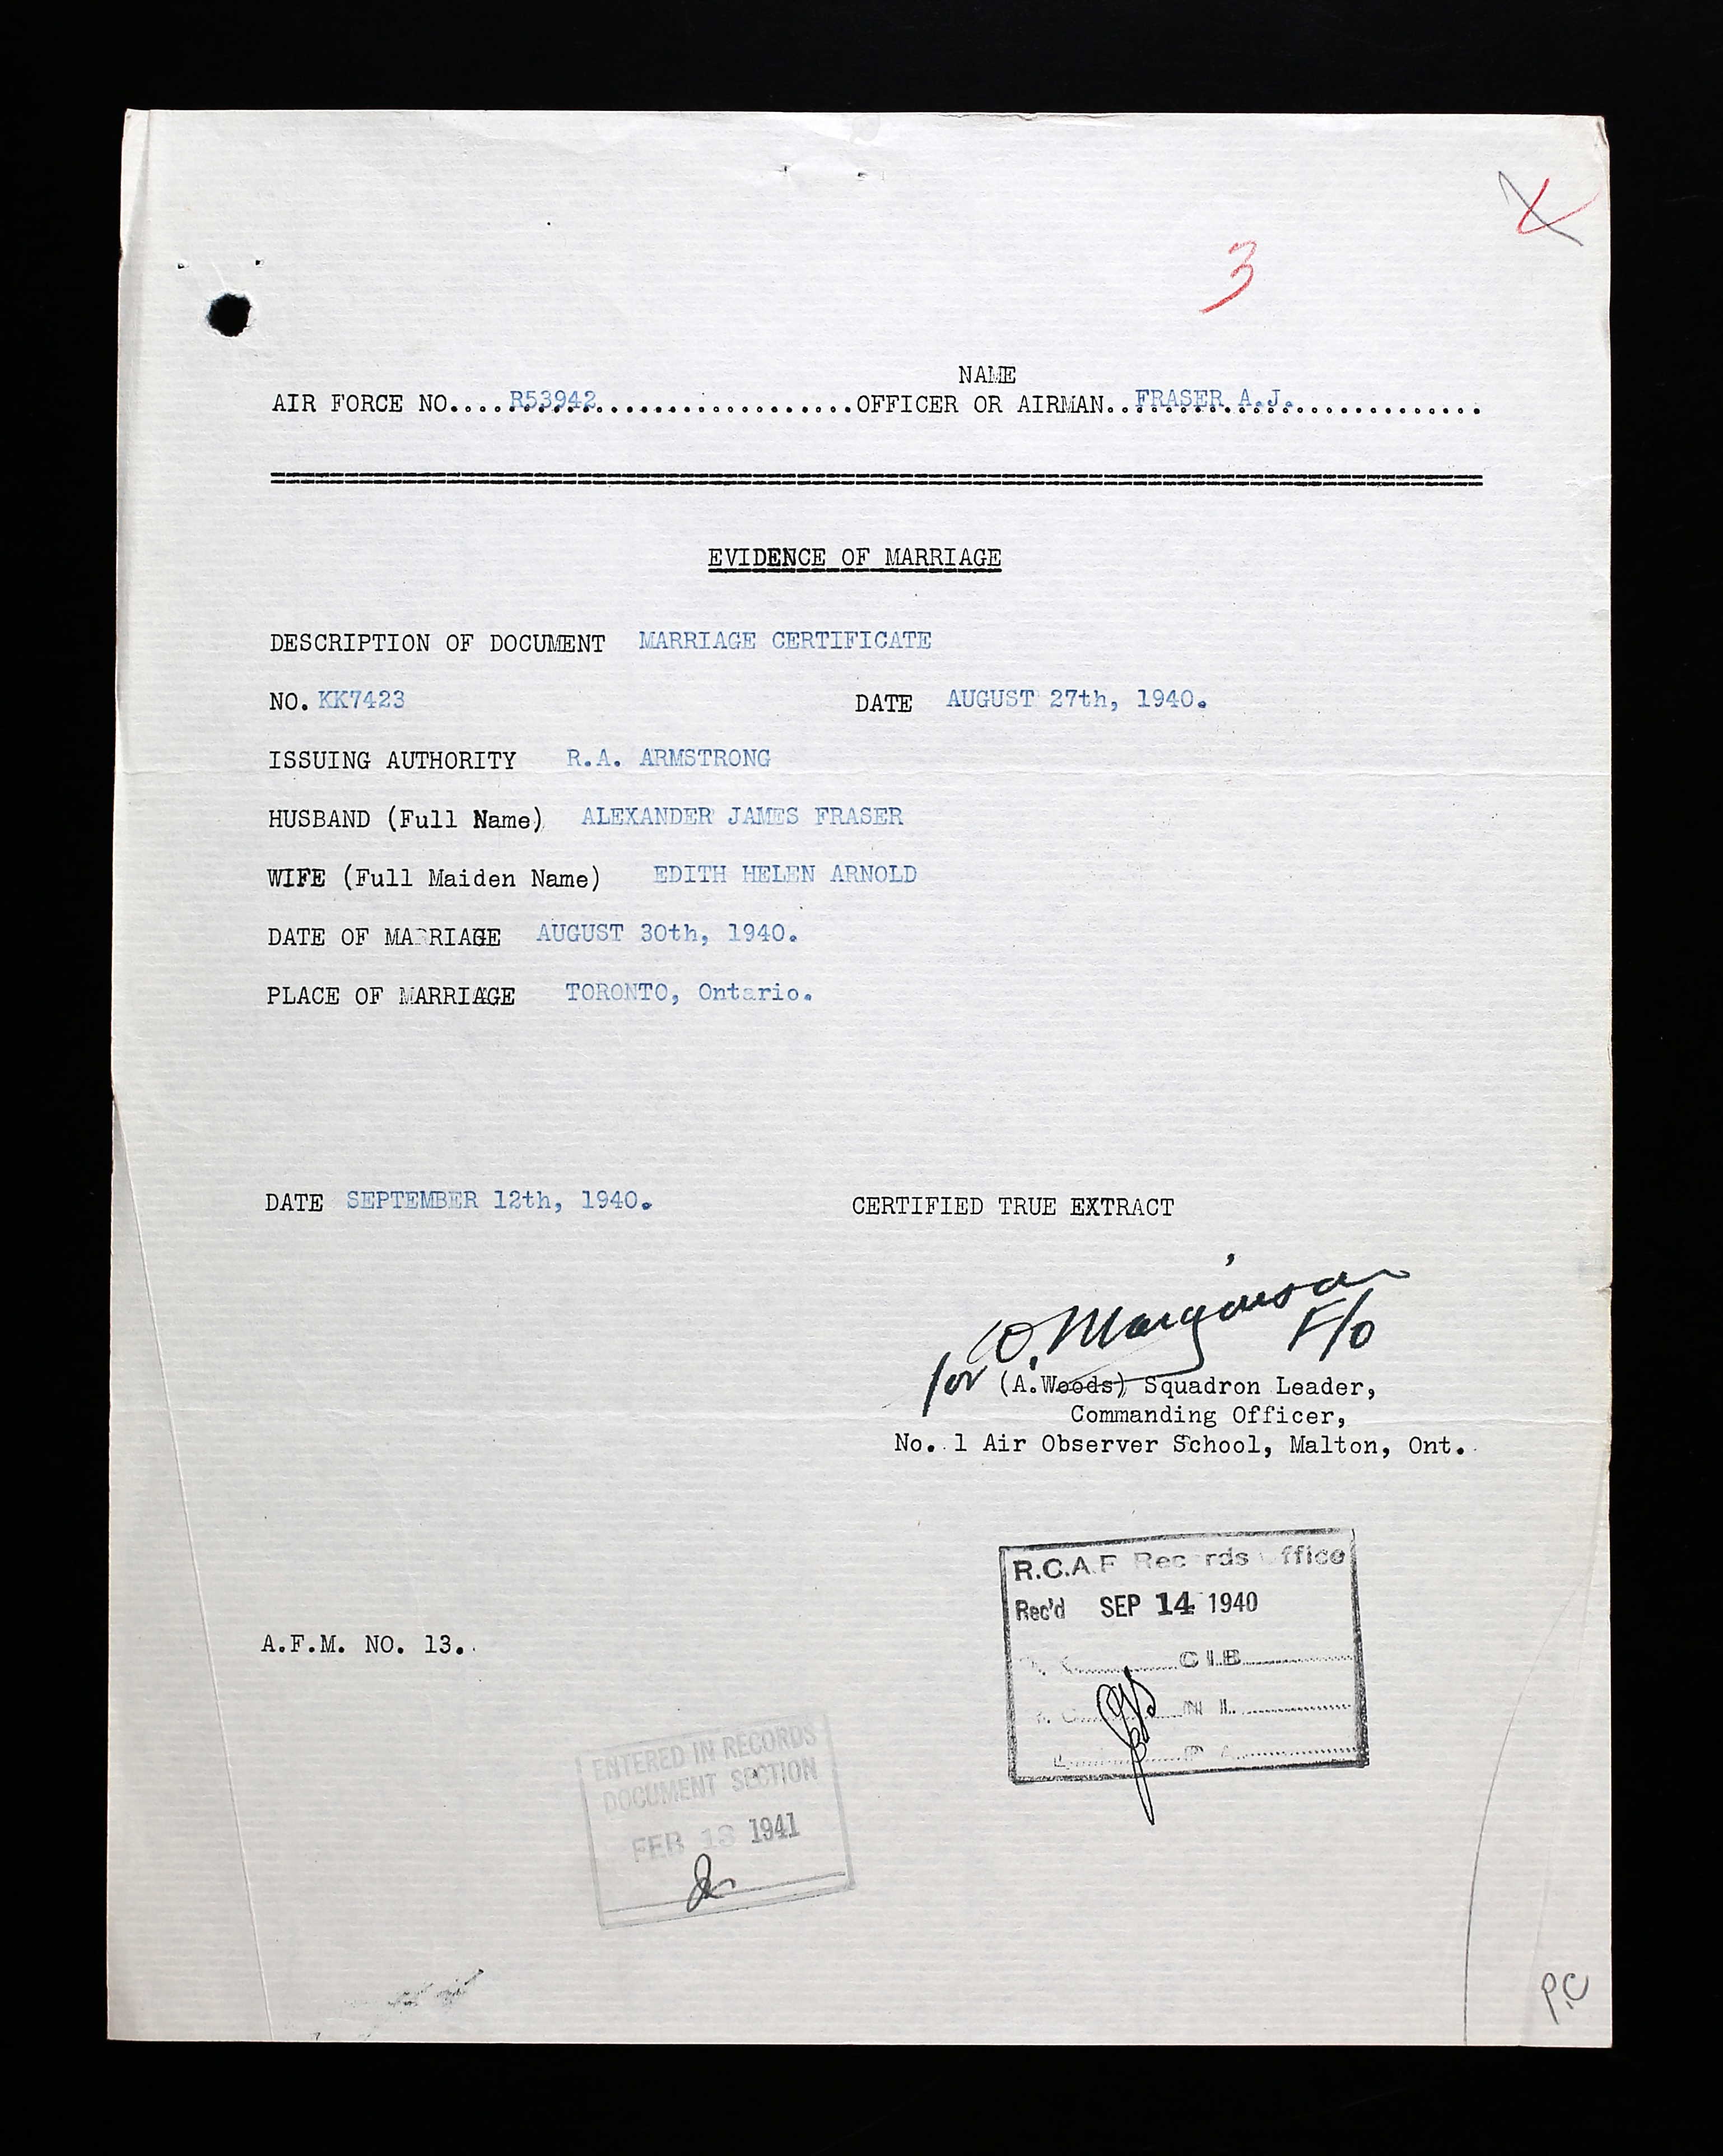 3
NAME
AIR FORCE NO....R53942...................OFFICER OR AIRMAN..FRASER A.J..............
EVIDENCE OF MARRIAGE
DESCRIPTION OF DOCUMENT MARRIAGE CERTIFICATE
NO. KK7423 DATE AUGUST 27th, 1940.
ISSUING AUTHORITY R.A. ARMSTRONG
HUSBAND (Full Name) ALEXANDER JAMES FRASER
WIFE (Full Maiden Name) EDITH HELEN ARNOLD
DATE OF MARRIAGE AUGUST 30th, 1940.
PLACE OF MARRIAGE TORONTO, Ontario.
DATE SEPTEMBER 12th, 1940. CERTIFIED TRUE EXTRACT
F/O
for (A.Woods) Squadron Leader,
Commanding Officer,
No. 1 Air Observer School, Malton, Ont.
R.C.A.F Records Office
Rec'd SEP 14 1940
A.F.M. NO. 13.
ENTERED IN RECORDS
DOCUMENT SECTION
FEB 13 1941
P.C